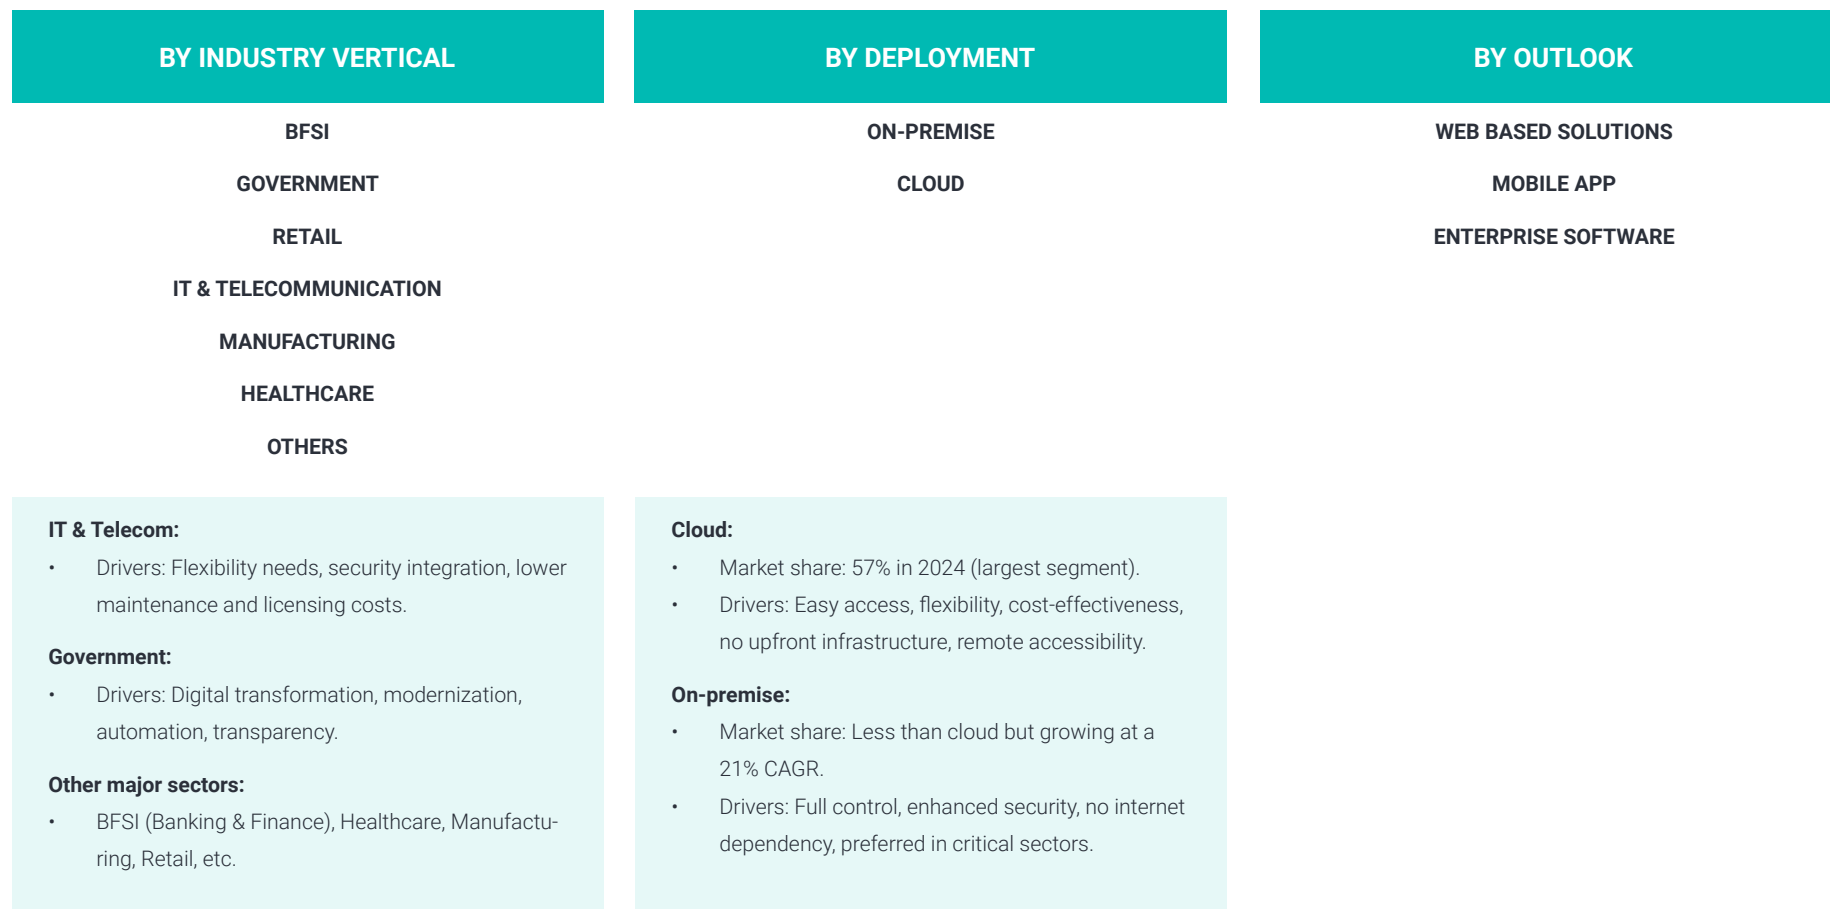 BY INDUSTRY VERTICAL
BFSI
GOVERNMENT
RETAIL
IT & TELECOMMUNICATION
MANUFACTURING
HEALTHCARE
OTHERS
IT & Telecom:
• Drivers: Flexibility needs, security integration, lower
maintenance and licensing costs.
Government:
• Drivers: Digital transformation, modernization,
automation, transparency.
Other major sectors:
• BFSI (Banking & Finance), Healthcare, Manufactu-
ring, Retail, etc.
BY DEPLOYMENT
ON-PREMISE
CLOUD
Cloud:
• Market share: 57% in 2024 (largest segment).
• Drivers: Easy access, flexibility, cost-effectiveness,
no upfront infrastructure, remote accessibility.
On-premise:
• Market share: Less than cloud but growing at a
21% CAGR.
• Drivers: Full control, enhanced security, no internet
dependency, preferred in critical sectors.
BY OUTLOOK
WEB BASED SOLUTIONS
MOBILE APP
ENTERPRISE SOFTWARE